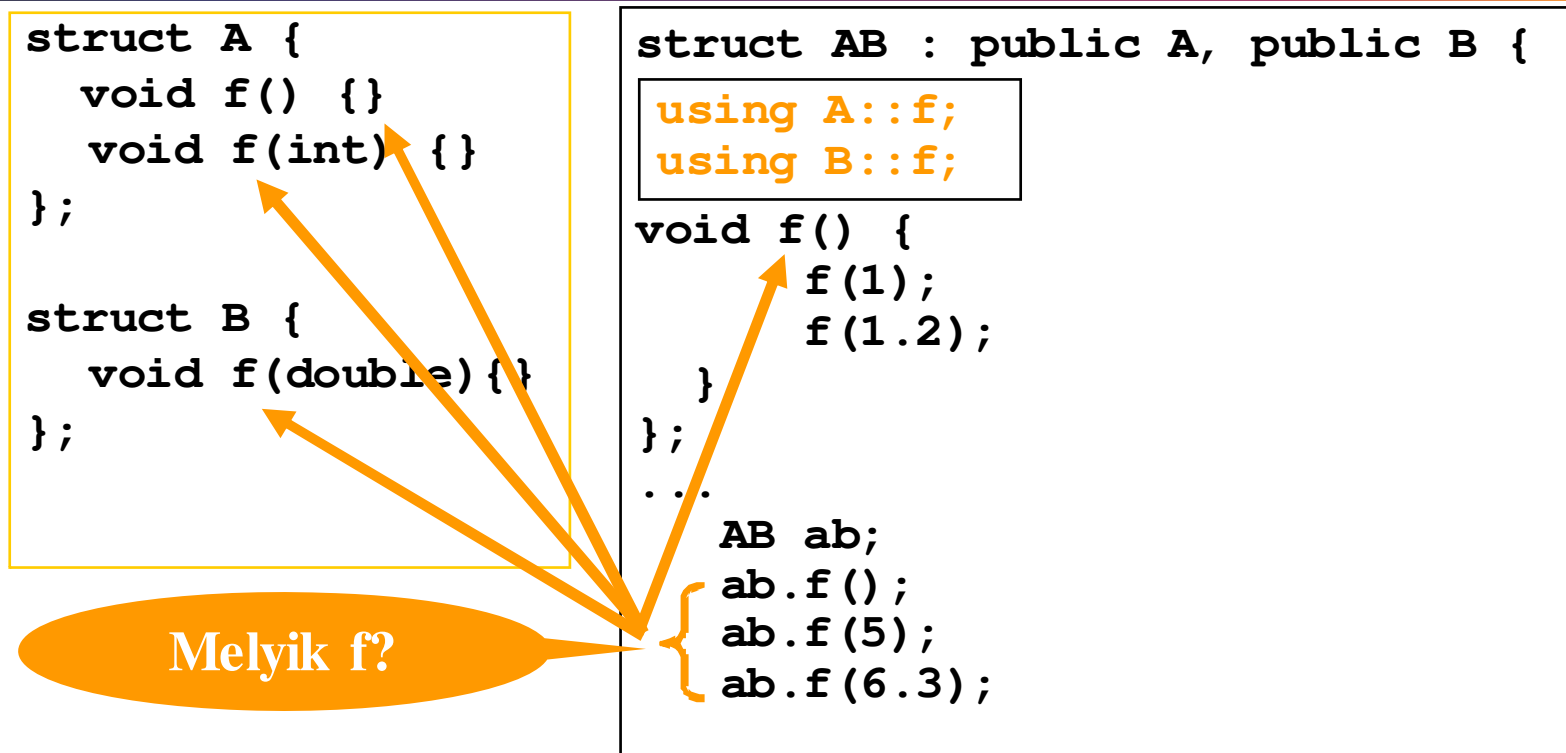 struct A {
void f() {}
void f(int) {}
};
struct B {
void f(double){}
};
struct AB : public A, public B {
using A::f;
using B::f;
void f() {
f(1);
f(1.2);
}
};
...
AB ab;
ab.f();
ab.f(5);
ab.f(6.3);
Melyik f?